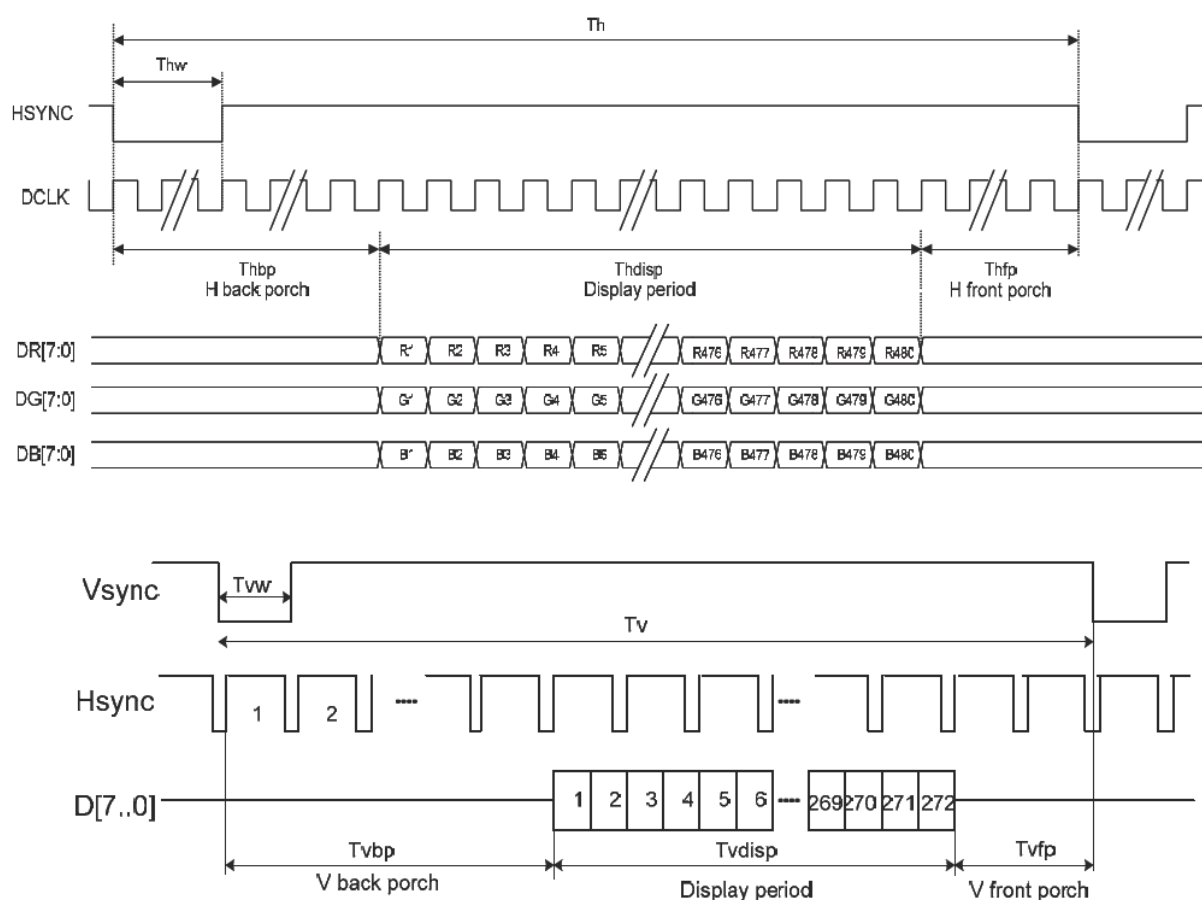 Th
Thw
HSYNC
DCLK
Thbp
H back porch
Thdisp
Display period
Thfp
H front porch
DR[7:0] R1 R2 R3 R4 R5 R476 R477 R478 R479 R480
DG[7:0] G1 G2 G3 G4 G5 G476 G477 G478 G479 G480
DB[7:0] B1 B2 B3 B4 B5 B476 B477 B478 B479 B480
Vsync
Tvw
Tv
Hsync 1 2 ---- ----
D[7..0] 1 2 3 4 5 6 ---- 269 270 271 272
Tvbp
V back porch
Tvdisp
Display period
Tvfp
V front porch